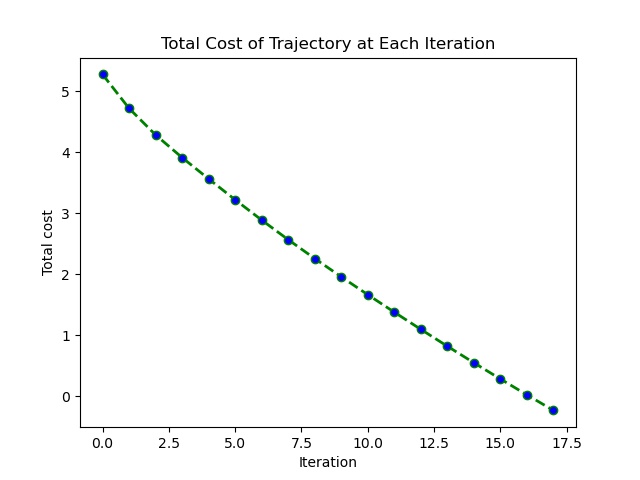 Total Cost of Trajectory at Each Iteration
5
4
3
2
1
0
Total cost
0.0 2.5 5.0 7.5 10.0 12.5 15.0 17.5
Iteration